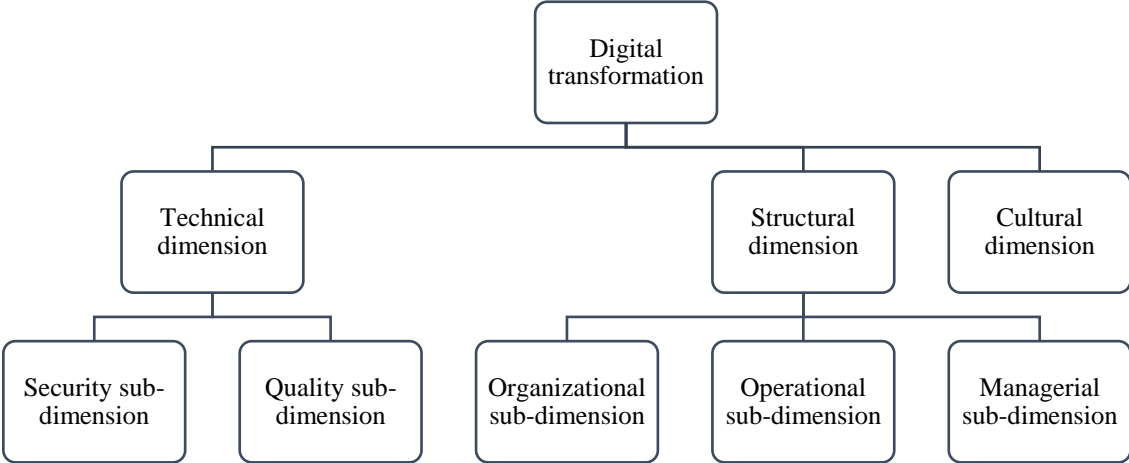 Digital
transformation
Technical
dimension
Structural
dimension
Cultural
dimension
Security sub-
dimension
Quality sub-
dimension
Organizational
sub-dimension
Operational
sub-dimension
Managerial
sub-dimension